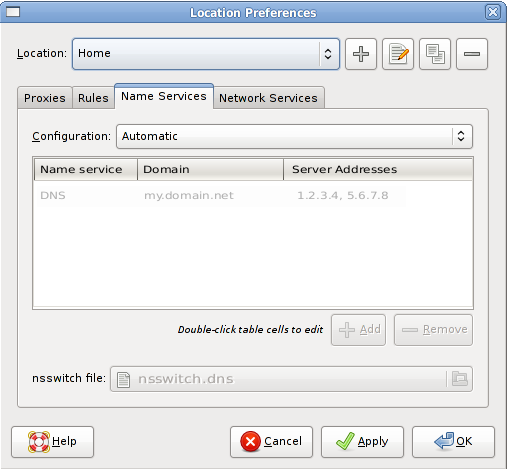 Location Preferences
Location: Home
Proxies Rules Name Services Network Services
Configuration: Automatic
Name service Domain Server Addresses
DNS my.domain.net 1.2.3.4, 5.6.7.8
Double-click table cells to edit Add Remove
nsswitch file: nsswitch.dns
Help Cancel Apply OK